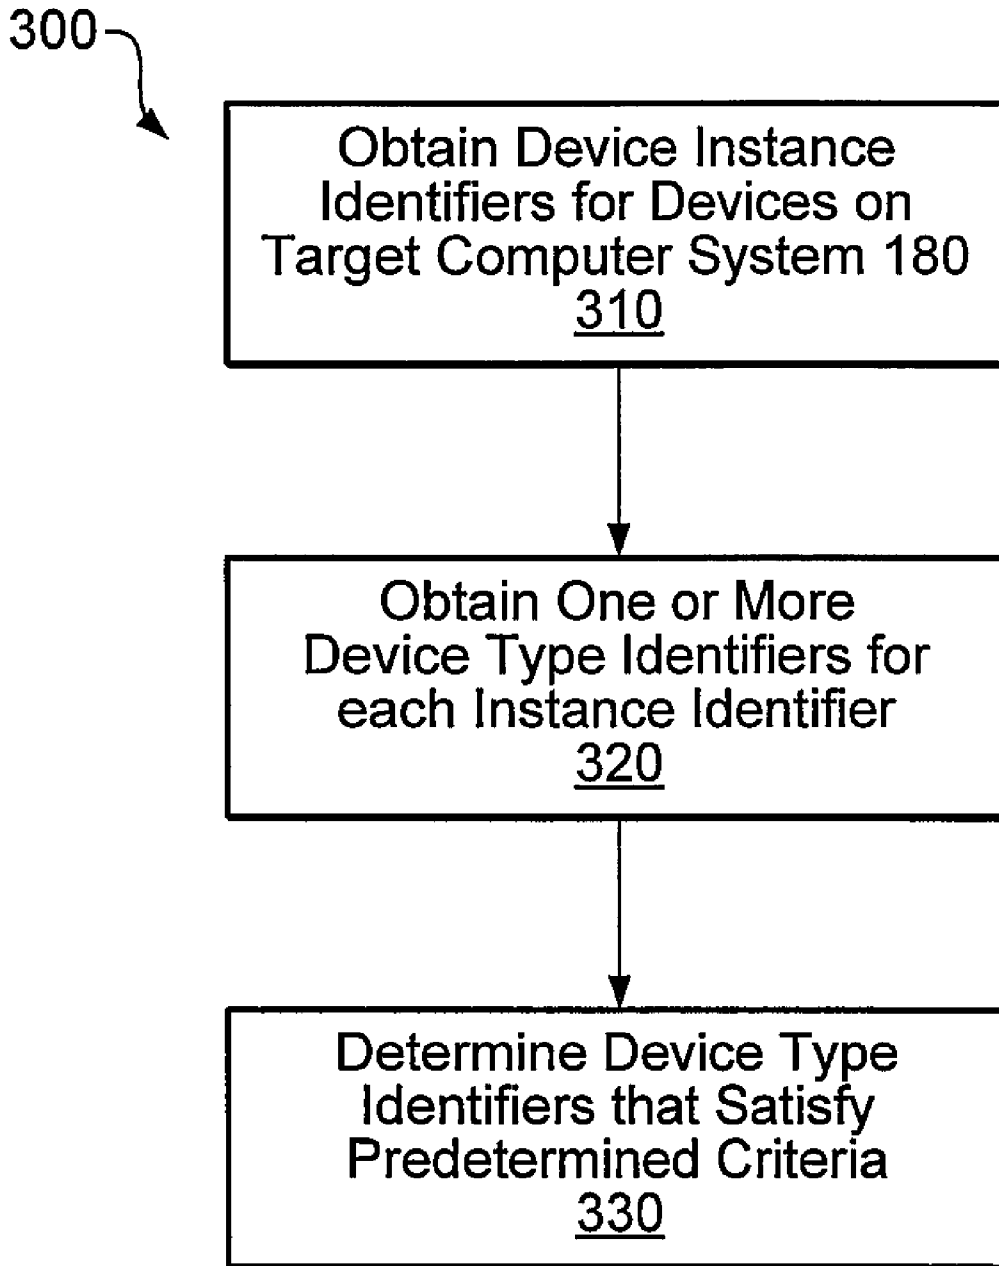 300
Obtain Device Instance
Identifiers for Devices on
Target Computer System 180
310
Obtain One or More
Device Type Identifiers for
each Instance Identifier
320
Determine Device Type
Identifiers that Satisfy
Predetermined Criteria
330